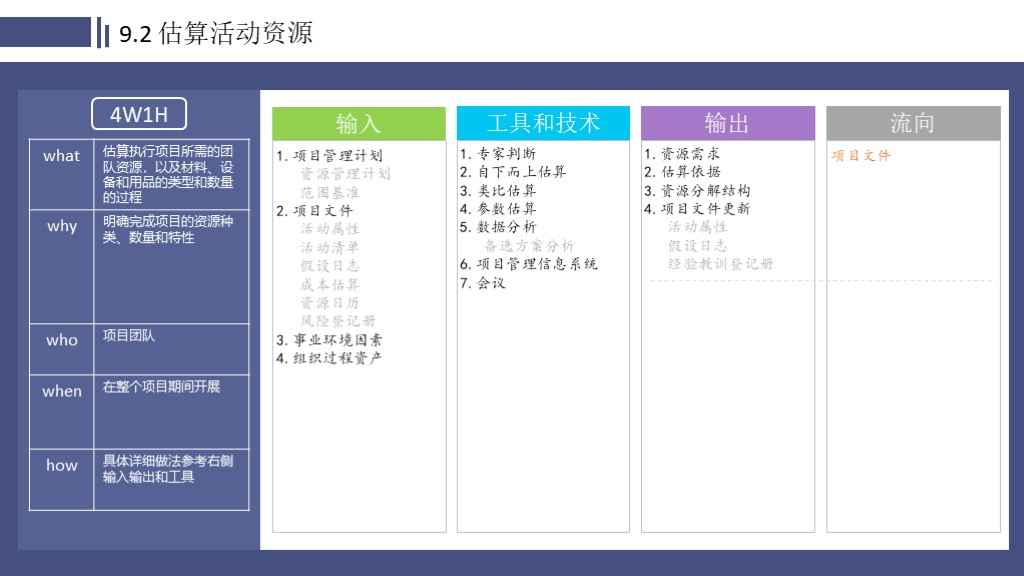 9.2 估算活动资源
4W1H
what
估算执行项目所需的团
队资源，以及材料、设
备和用品的类型和数量
的过程
why
明确完成项目的资源种
类、数量和特性
who
项目团队
when
在整个项目期间开展
how
具体详细做法参考右侧
输入输出和工具
输入
1. 项目管理计划
资源管理计划
范围基准
2. 项目文件
活动属性
活动清单
假设日志
成本估算
资源日历
风险登记册
3. 事业环境因素
4. 组织过程资产
工具和技术
1. 专家判断
2. 自下而上估算
3. 类比估算
4. 参数估算
5. 数据分析
备选方案分析
6. 项目管理信息系统
7. 会议
输出
1. 资源需求
2. 估算依据
3. 资源分解结构
4. 项目文件更新
活动属性
假设日志
经验教训登记册
流向
项目文件